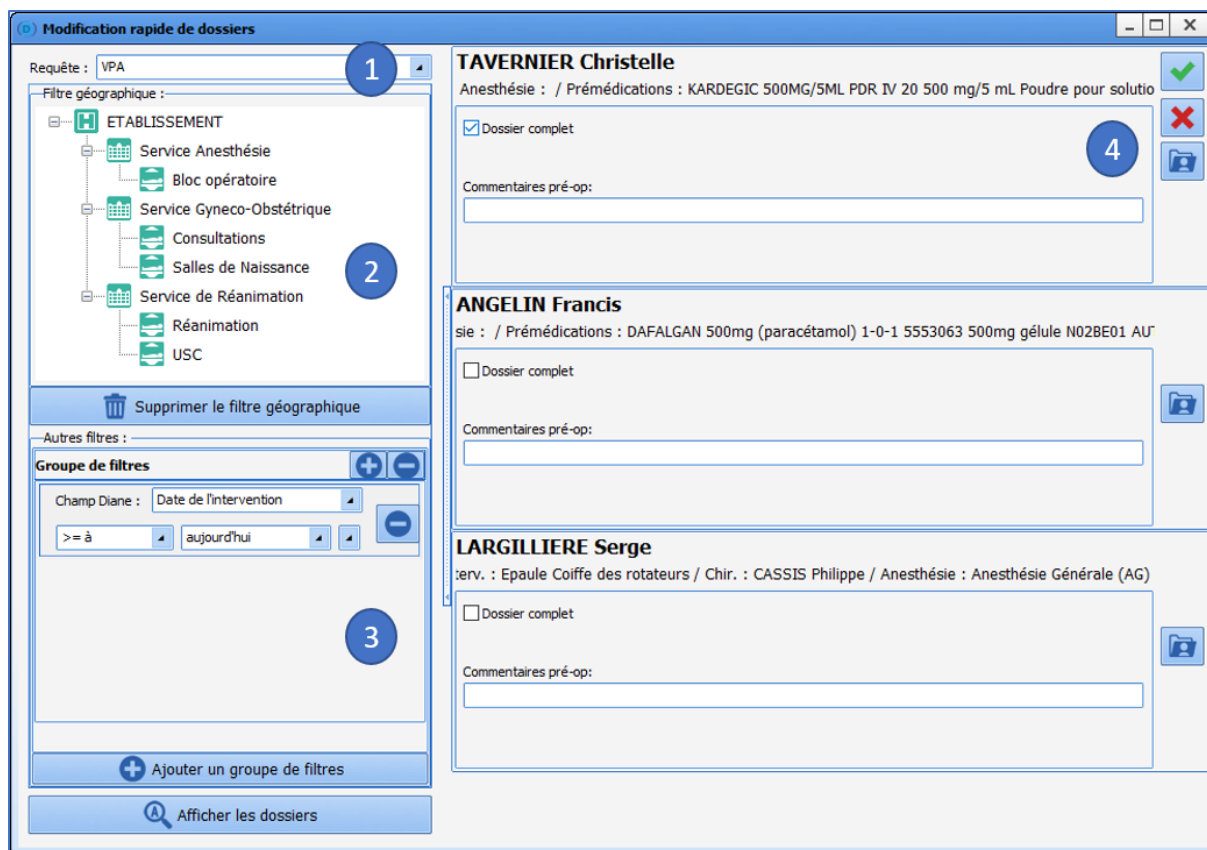 Modification rapide de dossiers
Requête : VPA
1
Filtre géographique :
ETABLISSEMENT
Service Anesthésie
Bloc opératoire
Service Gyneco-Obstétrique
Consultations
Salles de Naissance
2
Service de Réanimation
Réanimation
USC
Supprimer le filtre géographique
Autres filtres :
Groupe de filtres
Champ Diane : Date de l'intervention
>= à aujourd'hui
3
Ajouter un groupe de filtres
Afficher les dossiers
TAVERNIER Christelle
Anesthésie : / Prémédications : KARDEGIC 500MG/5ML PDR IV 20 500 mg/5 mL Poudre pour solutio
Dossier complet
4
Commentaires pré-op:
ANGELIN Francis
sie : / Prémédications : DAFALGAN 500mg (paracétamol) 1-0-1 5553063 500mg gélule N02BE01 AUT
Dossier complet
Commentaires pré-op:
LARGILLIERE Serge
terv. : Epaule Coiffe des rotateurs / Chir. : CASSIS Philippe / Anesthésie : Anesthésie Générale (AG)
Dossier complet
Commentaires pré-op: